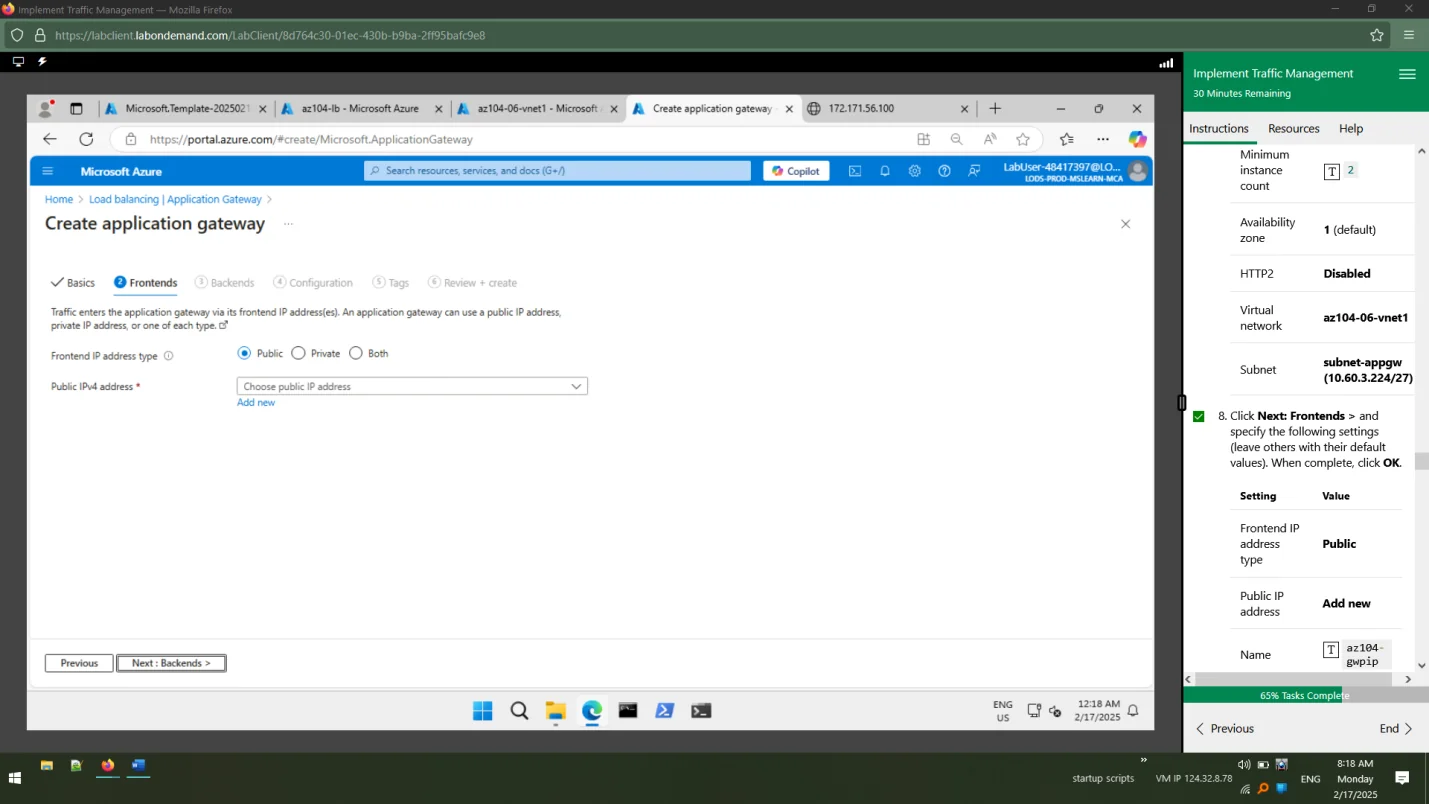 Implement Traffic Management — Mozilla Firefox
https://labclient.labondemand.com/LabClient/8d764c30-01ec-430b-b9ba-2ff95bafc9e8
Microsoft.Template-2025021
az104-lb - Microsoft Azure
az104-06-vnet1 - Microsoft A
Create application gateway -
172.171.56.100
https://portal.azure.com/#create/Microsoft.ApplicationGateway
Microsoft Azure
Search resources, services, and docs (G+/)
Copilot
LabUser-48417397@LO...
LODS-PROD-MSLEARN-MCA
Home > Load balancing | Application Gateway >
Create application gateway ...
Basics
2 Frontends
3 Backends
4 Configuration
5 Tags
6 Review + create
Traffic enters the application gateway via its frontend IP address(es). An application gateway can use a public IP address,
private IP address, or one of each type.
Frontend IP address type
Public
Private
Both
Public IPv4 address *
Choose public IP address
Add new
Previous
Next : Backends >
ENG
US
12:18 AM
2/17/2025
Implement Traffic Management
30 Minutes Remaining
Instructions
Resources
Help
Minimum
instance
count
T 2
Availability
zone
1 (default)
HTTP2
Disabled
Virtual
network
az104-06-vnet1
Subnet
subnet-appgw
(10.60.3.224/27)
8. Click Next: Frontends > and
specify the following settings
(leave others with their default
values). When complete, click OK.
Setting
Value
Frontend IP
address
type
Public
Public IP
address
Add new
Name
T az104-
gwpip
65% Tasks Complete
< Previous
End >
startup scripts
VM IP 124.32.8.78
ENG
8:18 AM
Monday
2/17/2025